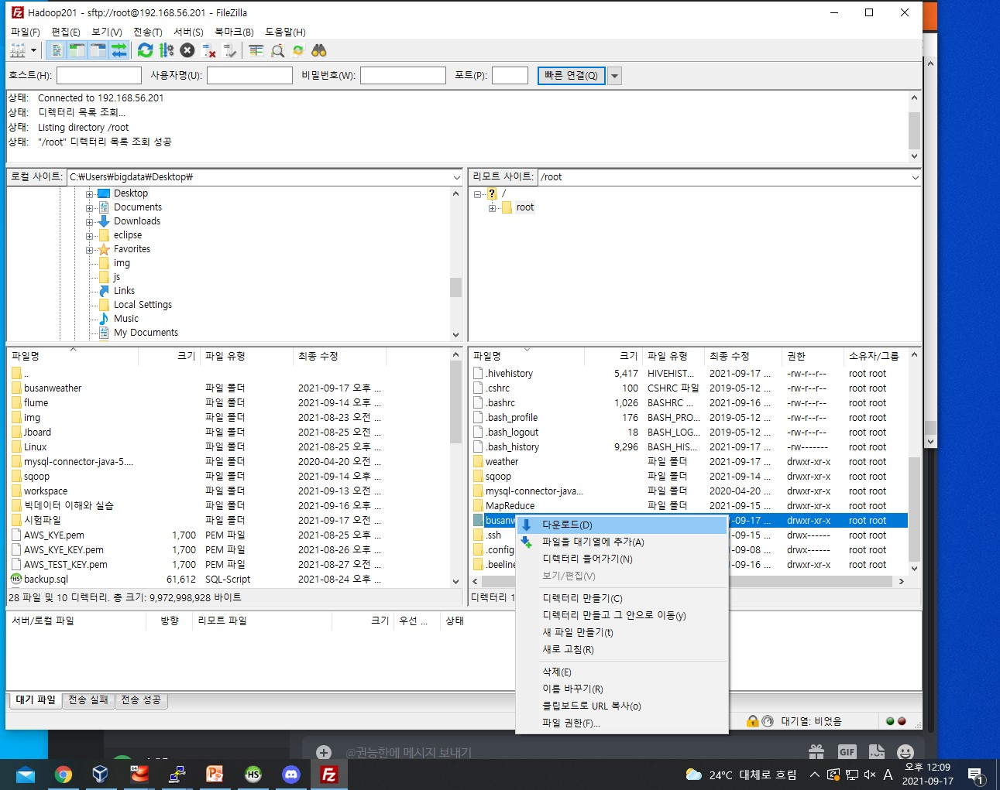 Hadoop201 - sftp://root@192.168.56.201 - FileZilla
파일(F) 편집(E) 보기(V) 전송(T) 서버(S) 북마크(B) 도움말(H)
호스트(H): 사용자명(U): 비밀번호(W): 포트(P): 빠른 연결(Q)
상태: Connected to 192.168.56.201
상태: 디렉터리 목록 조회...
상태: Listing directory /root
상태: "/root" 디렉터리 목록 조회 성공
로컬 사이트: C:₩Users₩bigdata₩Desktop₩
Desktop
Documents
Downloads
eclipse
Favorites
img
js
Links
Local Settings
Music
My Documents
리모트 사이트: /root
/
root
파일명 크기 파일 유형 최종 수정
..
busanweather 파일 폴더 2021-09-17 오후 ...
flume 파일 폴더 2021-09-14 오후 ...
img 파일 폴더 2021-08-23 오전 ...
Jboard 파일 폴더 2021-08-25 오전 ...
Linux 파일 폴더 2021-08-25 오후 ...
mysql-connector-java-5.... 파일 폴더 2020-04-20 오전 ...
sqoop 파일 폴더 2021-09-14 오후 ...
workspace 파일 폴더 2021-09-13 오전 ...
빅데이터 이해와 실습 파일 폴더 2021-09-16 오후 ...
시험파일 파일 폴더 2021-09-17 오전 ...
AWS_KYE.pem 1,700 PEM 파일 2021-08-25 오후 ...
AWS_KYE_KEY.pem 1,700 PEM 파일 2021-08-26 오후 ...
AWS_TEST_KEY.pem 1,700 PEM 파일 2021-08-27 오전 ...
backup.sql 61,612 SQL-Script 2021-08-24 오후 ...
28 파일 및 10 디렉터리. 총 크기: 9,972,998,928 바이트
파일명 크기 파일 유형 최종 수정 권한 소유자/그룹
.hivehistory 5,417 HIVEHIST... 2021-09-17 ... -rw-r--r-- root root
.cshrc 100 CSHRC 파일 2019-05-12 ... -rw-r--r-- root root
.bashrc 1,026 BASHRC ... 2021-09-16 ... -rw-r--r-- root root
.bash_profile 176 BASH_PRO... 2019-05-12 ... -rw-r--r-- root root
.bash_logout 18 BASH_LOG... 2019-05-12 ... -rw-r--r-- root root
.bash_history 9,296 BASH_HIS... 2021-09-17 ... -rw------- root root
weather 파일 폴더 2021-09-17 ... drwxr-xr-x root root
sqoop 파일 폴더 2021-09-14 ... drwxr-xr-x root root
mysql-connector-java... 파일 폴더 2020-04-20 ... drwxr-xr-x root root
MapReduce 파일 폴더 2021-09-15 ... drwxr-xr-x root root
busanw 1-09-17 ... drwxr-xr-x root root
.ssh 1-09-15 ... drwx------ root root
.config 1-09-08 ... drwx------ root root
.beeline 1-09-17 ... drwxr-xr-x root root
디렉터리 1
다운로드(D)
파일을 대기열에 추가(A)
디렉터리 들어가기(N)
보기/편집(V)
디렉터리 만들기(C)
디렉터리 만들고 그 안으로 이동(y)
새 파일 만들기(t)
새로 고침(R)
삭제(E)
이름 바꾸기(R)
클립보드로 URL 복사(o)
파일 권한(F)...
서버/로컬 파일 방향 리모트 파일 크기 우선 ... 상태
대기 파일 전송 실패 전송 성공
대기열: 비었음
@권능한에 메시지 보내기
GIF
24°C 대체로 흐림 A 오후 12:09
2021-09-17
1